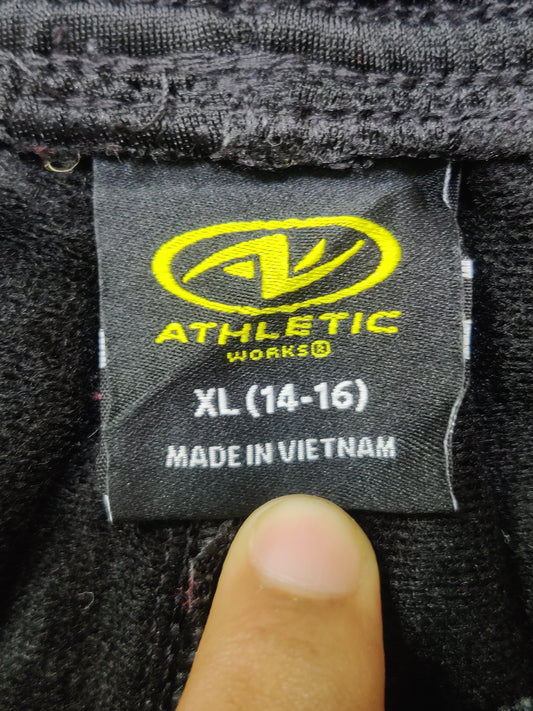 ATHLETIC
WORKS®
XL (14-16)
MADE IN VIETNAM